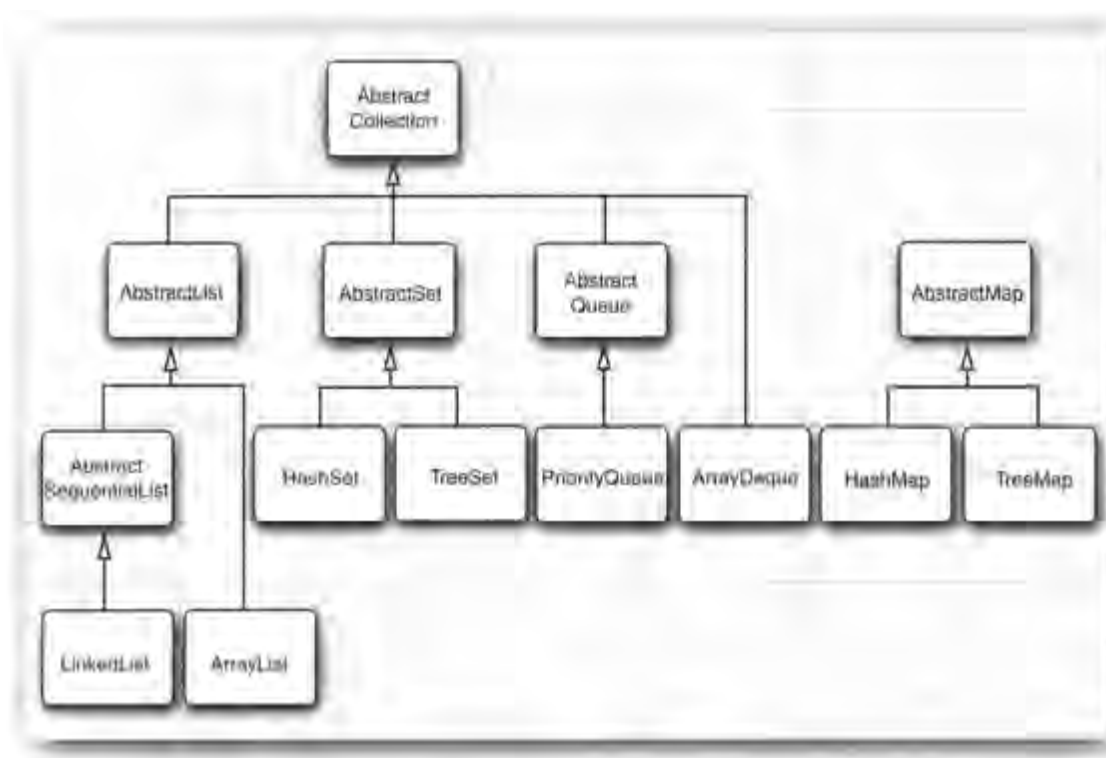 Abstract
Collection
AbstractList
AbstractSet
Abstract
Queue
AbstractMap
Abstract
SequentialList
HashSet
TreeSet
PriorityQueue
ArrayDeque
HashMap
TreeMap
LinkedList
ArrayList